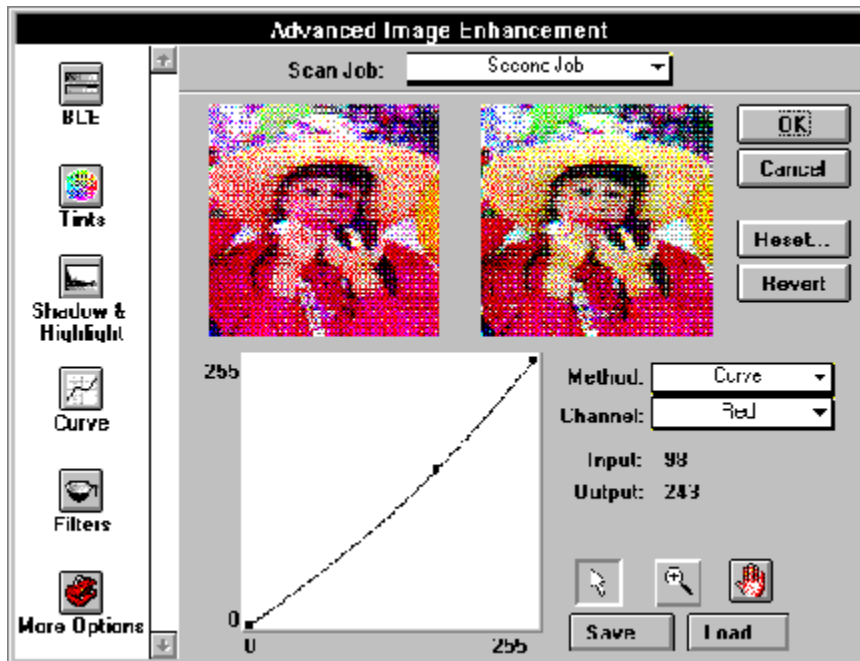 Advanced Image Enhancement
Scan Job: Second Job
BCE
Tints
Shadow &
Highlight
Curve
Filters
More Options
OK
Cancel
Reset...
Revert
255
0
0 255
Method: Curve
Channel: Red
Input: 98
Output: 243
Save Load